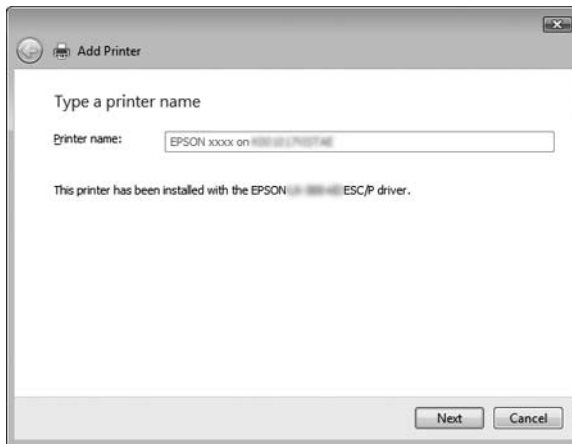 Add Printer
Type a printer name
Printer name:
EPSON xxxx on
This printer has been installed with the EPSON ESC/P driver.
Next
Cancel